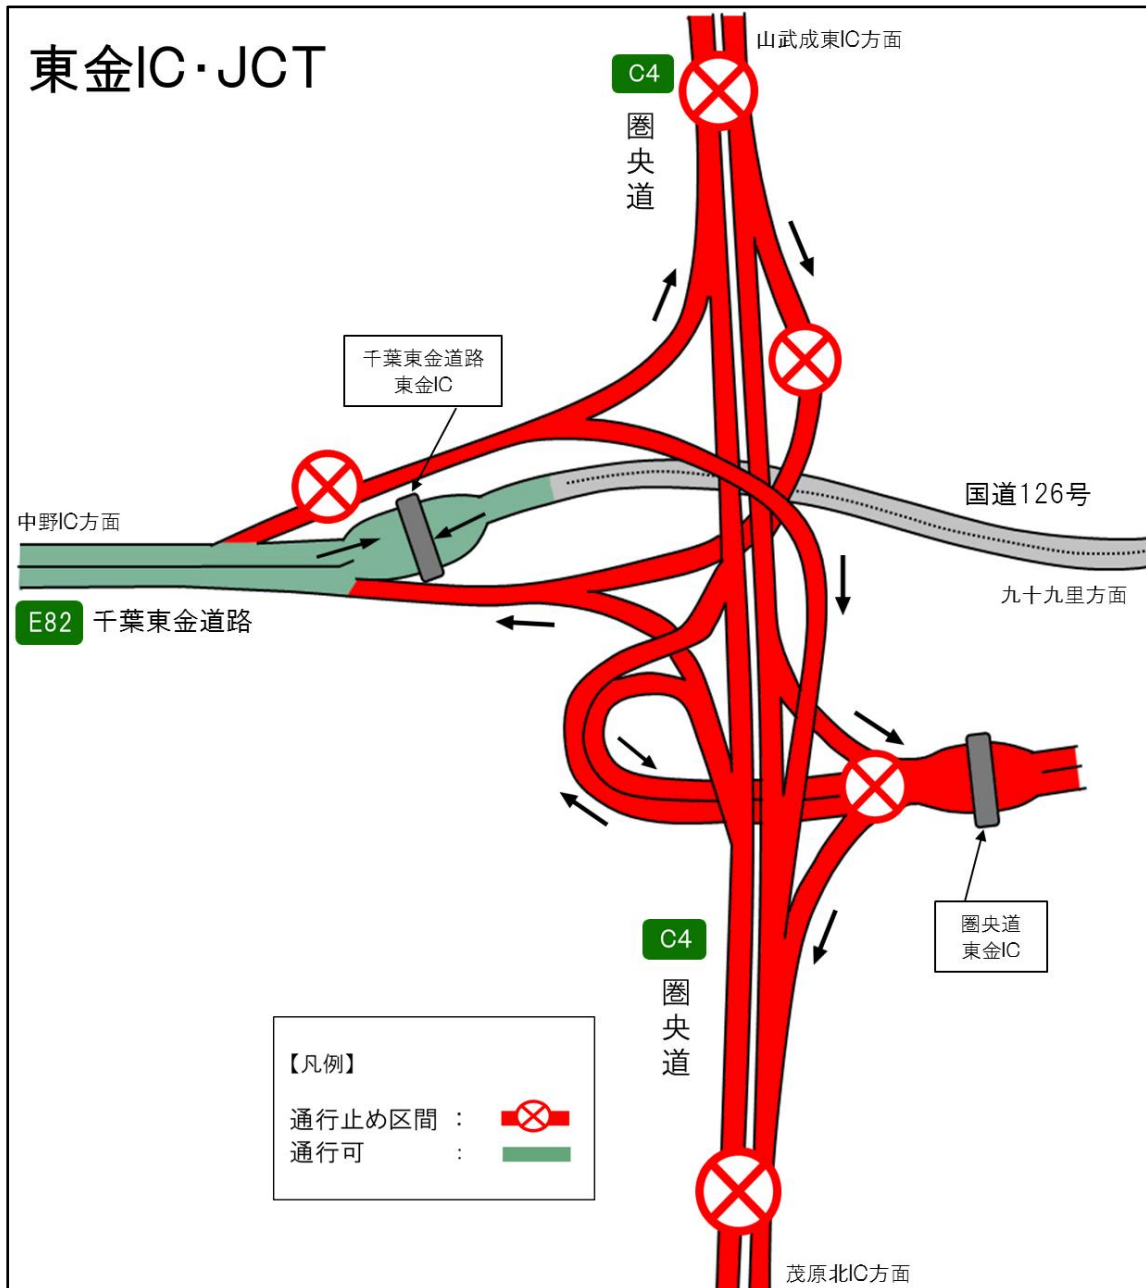 東金IC・JCT
山武成東IC方面
C4
圏央道
千葉東金道路
東金IC
中野IC方面
国道126号
九十九里方面
E82 千葉東金道路
圏央道
東金IC
C4
圏央道
【凡例】
通行止め区間 :
通行可 :
茂原北IC方面